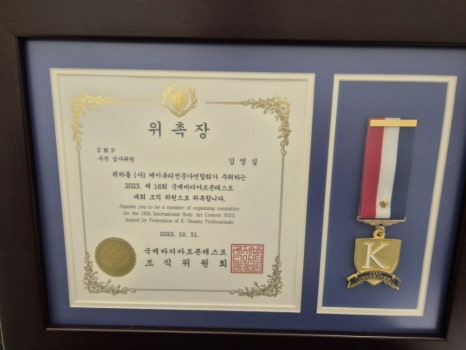 위촉장
수석 심사위원
김영실
귀하를 (사) 케이뷰티전문가연합회가 주최하는
2023. 제 16회 국제바디아트콘테스트
대회 조직 위원으로 위촉합니다.
Appoint you to be a member of organizing committee
for the 16th International Body Art Contest 2023,
hosted by Federation of K-Beauty Professionals.
2023. 10. 21.
국제바디아트콘테스트
조직위원회
K